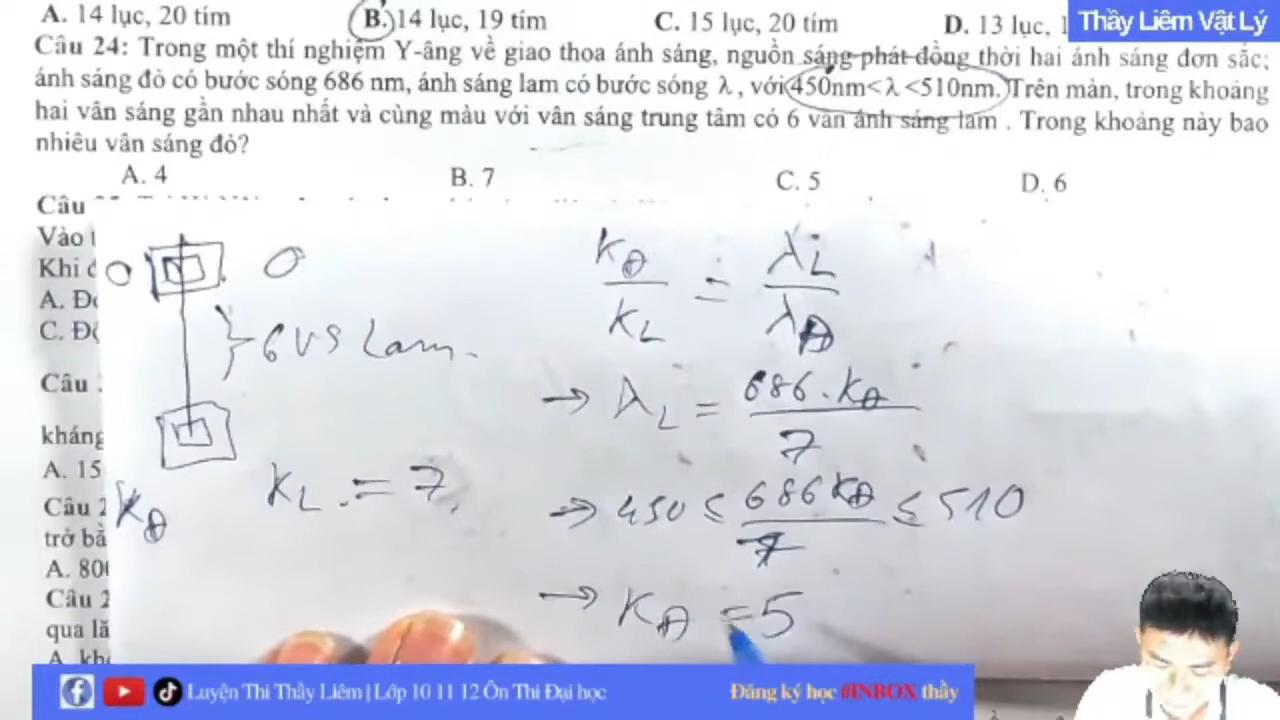 A. 14 lục, 20 tím B. 14 lục, 19 tím C. 15 lục, 20 tím D. 13 lục, 1
Thầy Liêm Vật Lý
Câu 24: Trong một thí nghiệm Y-âng về giao thoa ánh sáng, nguồn sáng phát đồng thời hai ánh sáng đơn sắc;
ánh sáng đỏ có bước sóng 686 nm, ánh sáng lam có bước sóng λ, với 450nm<λ<510nm. Trên màn, trong khoảng
hai vân sáng gần nhau nhất và cùng màu với vân sáng trung tâm có 6 vân ánh sáng lam . Trong khoảng này bao
nhiêu vân sáng đỏ?
A. 4 B. 7 C. 5 D. 6
Câu
Vào
Khi
A.
C.
Câu
kháng
A. 15
Câu 2
trở bằ
A. 80
Câu 2
qua lă
A.
O O
} 6 VS Lam.
KĐ KL = 7.
KĐ/KL = λL/λĐ
→ λL = 686.KĐ/7
→ 450 ≤ 686KĐ/7 ≤ 510
→ KĐ = 5
Luyện Thi Thầy Liêm | Lớp 10 11 12 Ôn Thi Đại học Đăng ký học #INBOX thầy